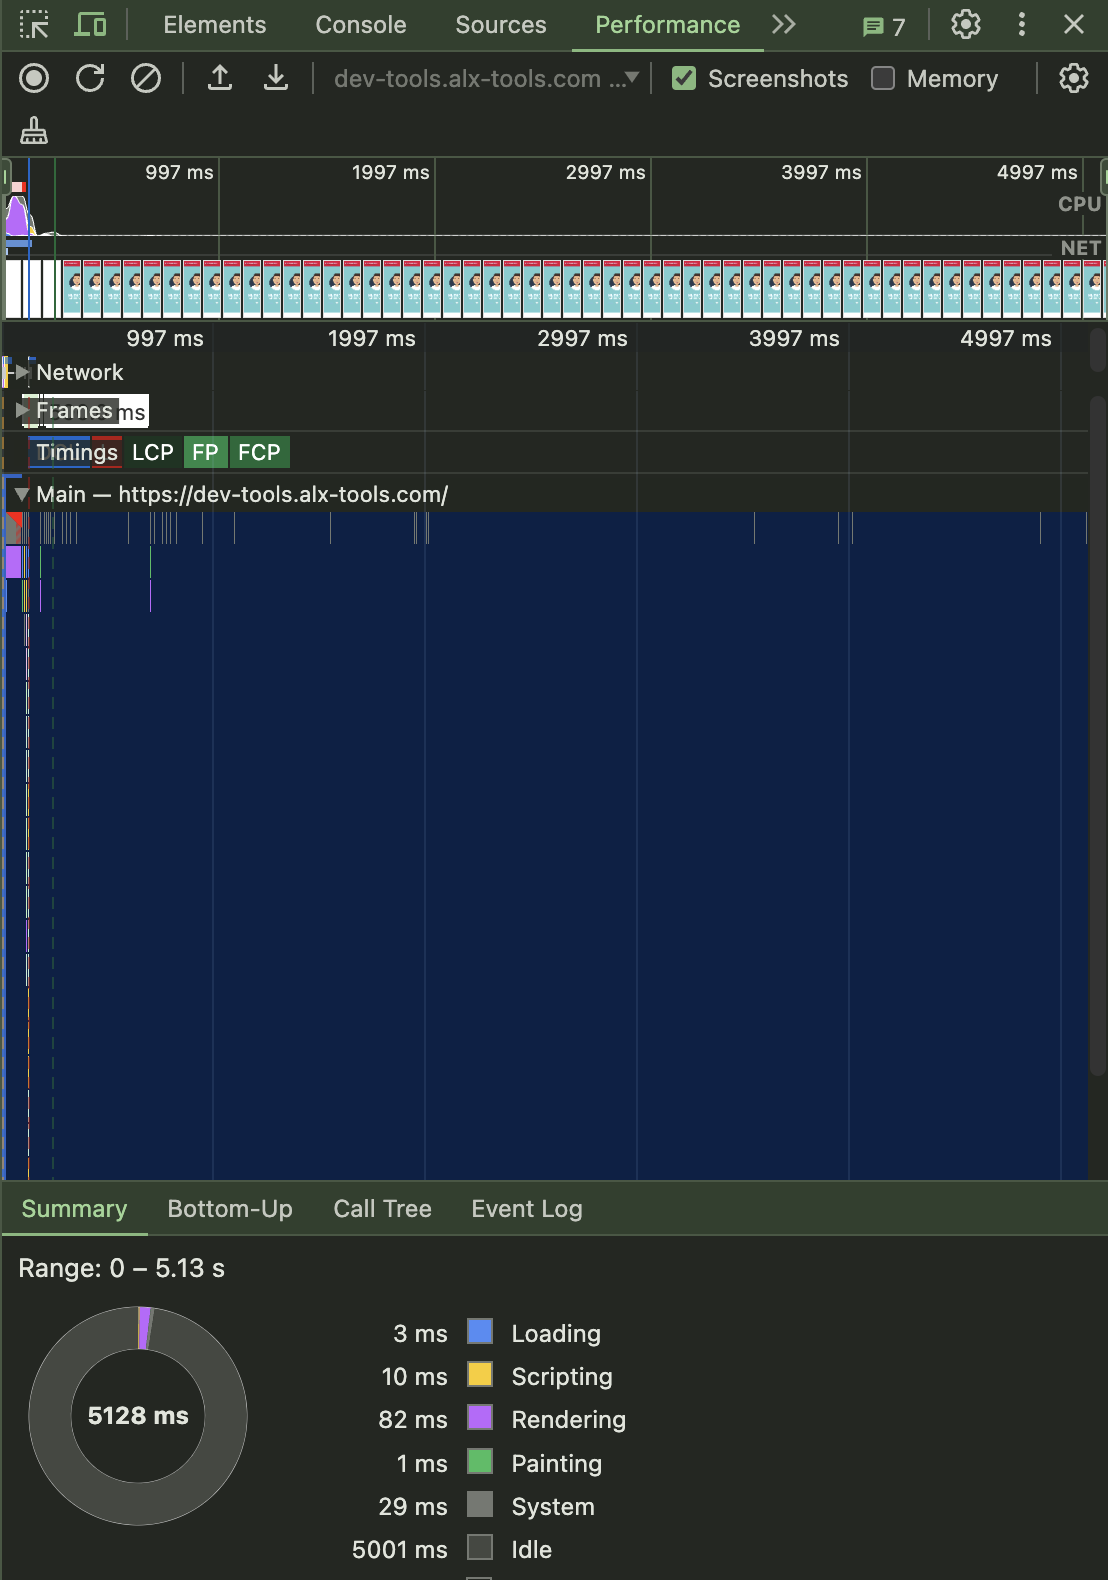 Elements Console Sources Performance 7
dev-tools.alx-tools.com ... Screenshots Memory
997 ms 1997 ms 2997 ms 3997 ms 4997 ms
CPU
NET
997 ms 1997 ms 2997 ms 3997 ms 4997 ms
Network
Frames ms
Timings LCP FP FCP
Main — https://dev-tools.alx-tools.com/
Summary Bottom-Up Call Tree Event Log
Range: 0 – 5.13 s
5128 ms
3 ms Loading
10 ms Scripting
82 ms Rendering
1 ms Painting
29 ms System
5001 ms Idle